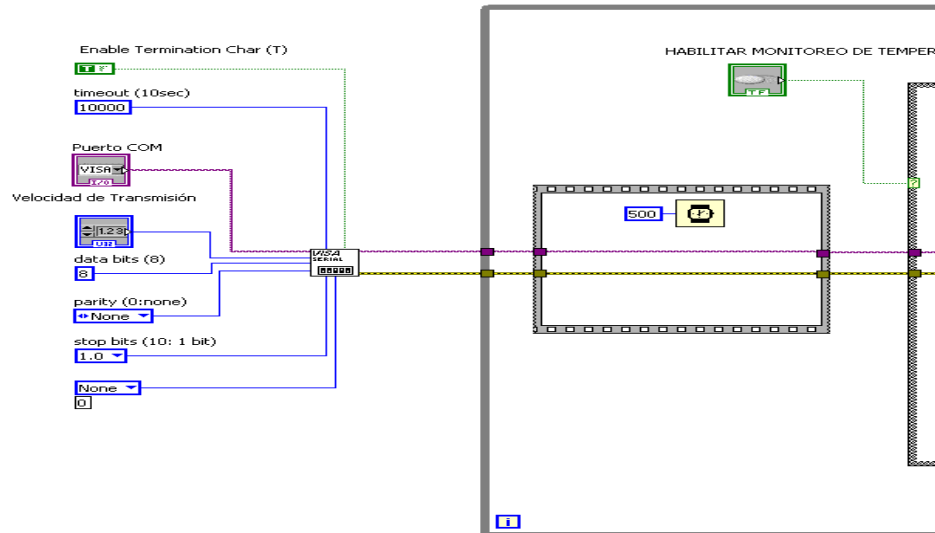 Enable Termination Char (T)
T F
timeout (10sec)
10000
Puerto COM
VISA
I/O
Velocidad de Transmisión
1.23
data bits (8)
8
parity (0:none)
None
stop bits (10: 1 bit)
1.0
None
0
VISA
SERIAL
HABILITAR MONITOREO DE TEMPER
TF
?
500
i